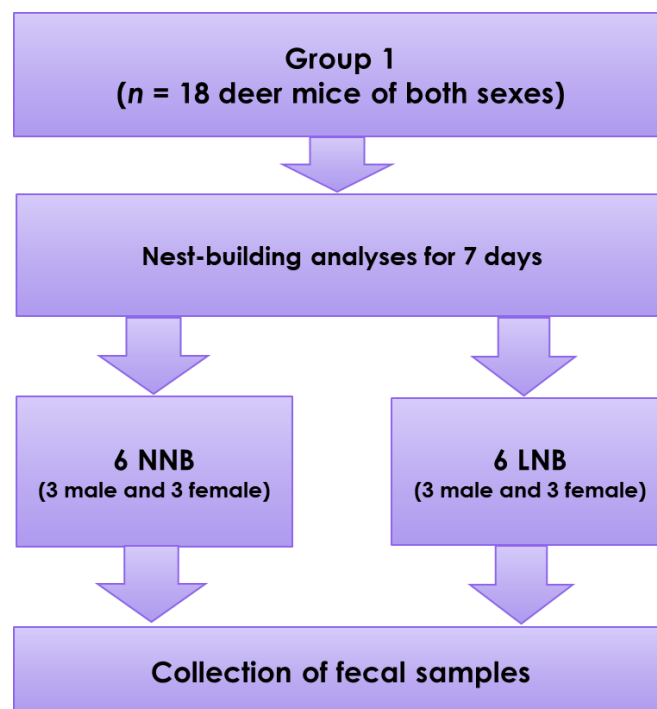 Group 1
(n = 18 deer mice of both sexes)
Nest-building analyses for 7 days
6 NNB
(3 male and 3 female)
6 LNB
(3 male and 3 female)
Collection of fecal samples